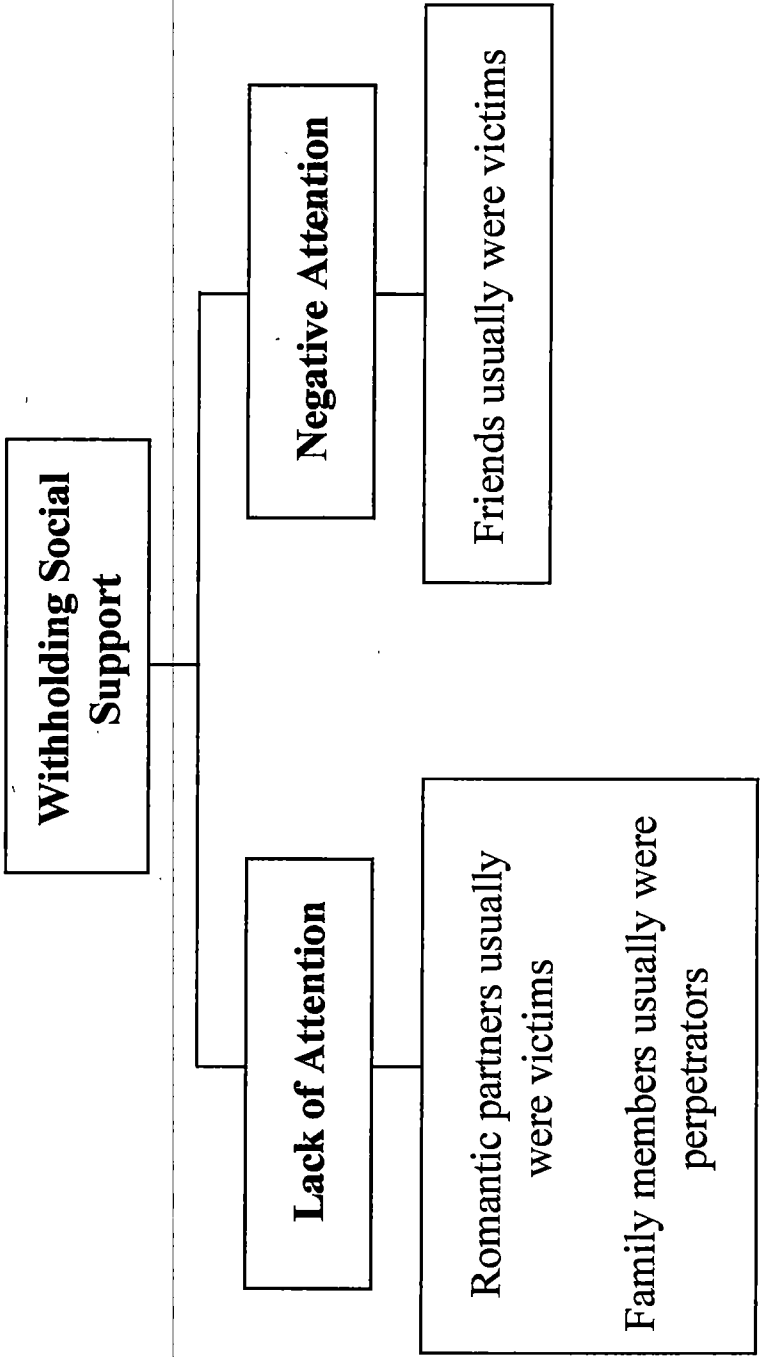 Withholding Social
Support
Lack of Attention
Negative Attention
Romantic partners usually
were victims
Family members usually were
perpetrators
Friends usually were victims